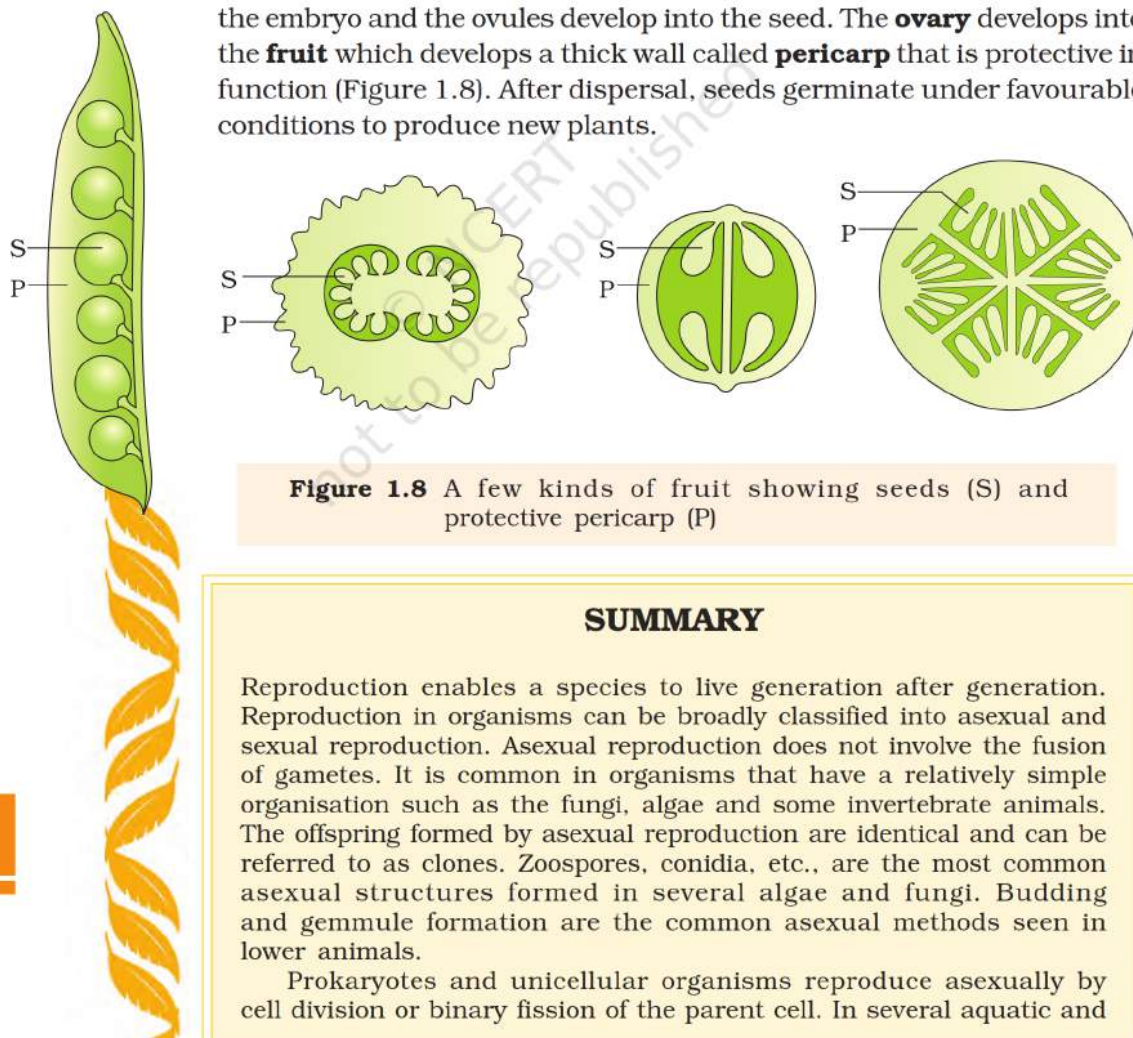 the embryo and the ovules develop into the seed. The ovary develops into
the fruit which develops a thick wall called pericarp that is protective in
function (Figure 1.8). After dispersal, seeds germinate under favourable
conditions to produce new plants.
S
P
S
P
S
P
S
P
© NCERT
not to be republished
Figure 1.8 A few kinds of fruit showing seeds (S) and
protective pericarp (P)
SUMMARY
Reproduction enables a species to live generation after generation.
Reproduction in organisms can be broadly classified into asexual and
sexual reproduction. Asexual reproduction does not involve the fusion
of gametes. It is common in organisms that have a relatively simple
organisation such as the fungi, algae and some invertebrate animals.
The offspring formed by asexual reproduction are identical and can be
referred to as clones. Zoospores, conidia, etc., are the most common
asexual structures formed in several algae and fungi. Budding
and gemmule formation are the common asexual methods seen in
lower animals.
Prokaryotes and unicellular organisms reproduce asexually by
cell division or binary fission of the parent cell. In several aquatic and